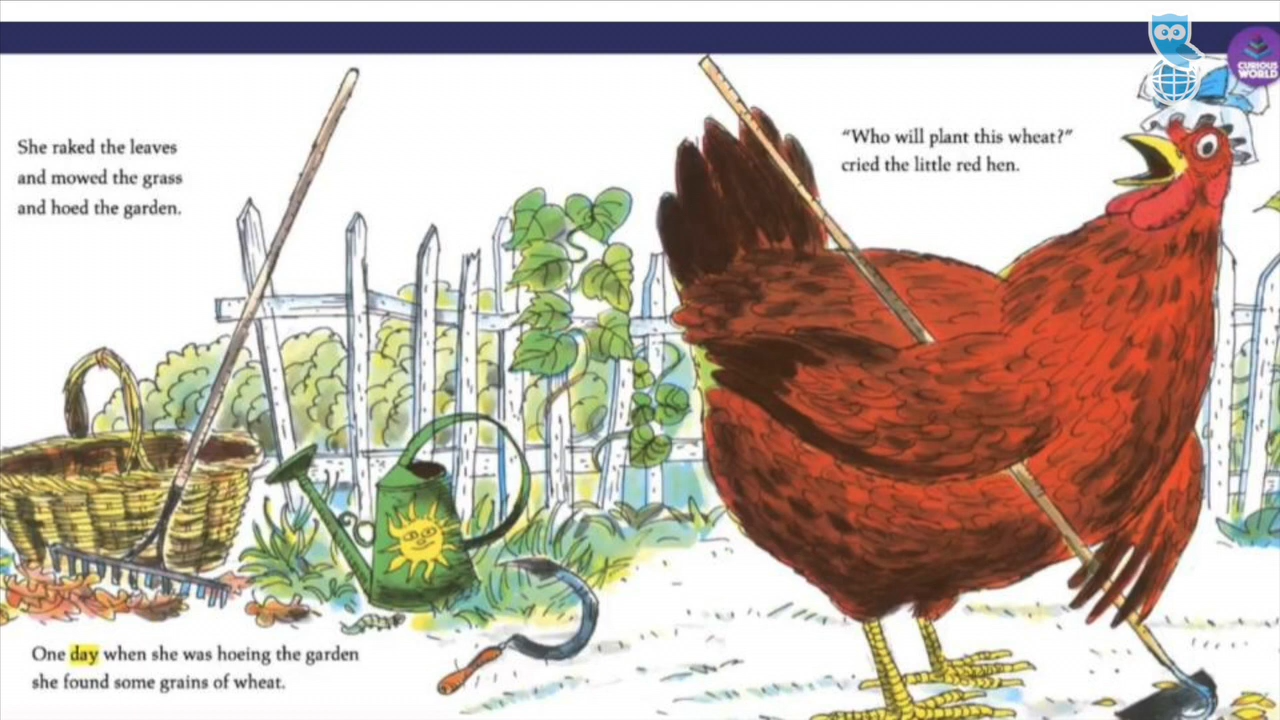 She raked the leaves
and mowed the grass
and hoed the garden.
One day when she was hoeing the garden
she found some grains of wheat.
“Who will plant this wheat?”
cried the little red hen.
CURIOUS
WORLD